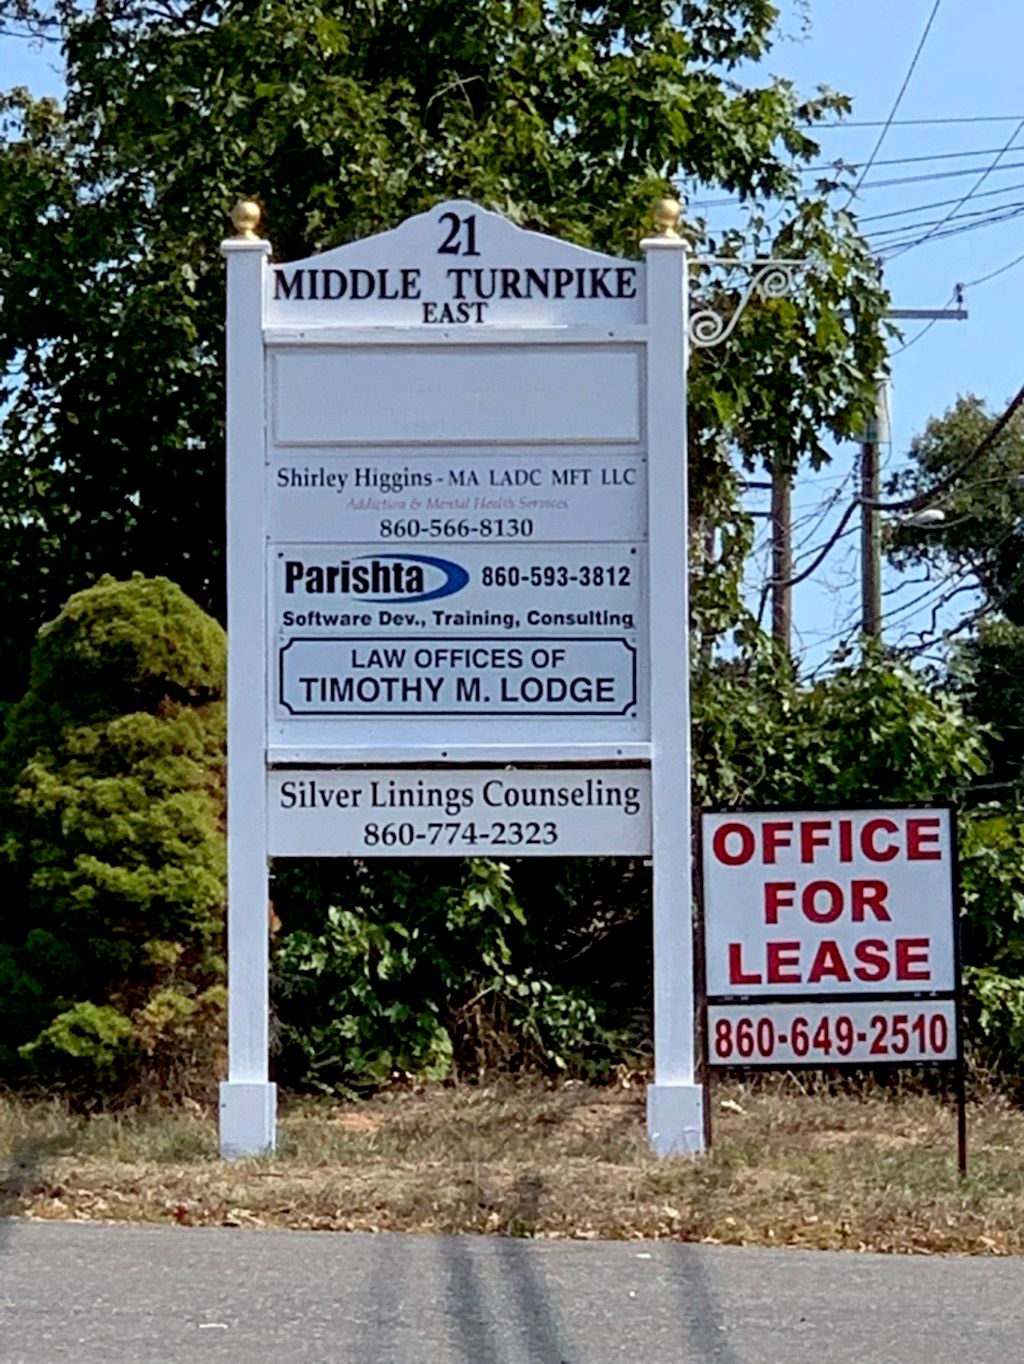 21
MIDDLE TURNPIKE
EAST
Shirley Higgins - MA LADC MFT LLC
Addiction & Mental Health Services
860-566-8130
Parishta 860-593-3812
Software Dev., Training, Consulting
LAW OFFICES OF
TIMOTHY M. LODGE
Silver Linings Counseling
860-774-2323
OFFICE
FOR
LEASE
860-649-2510